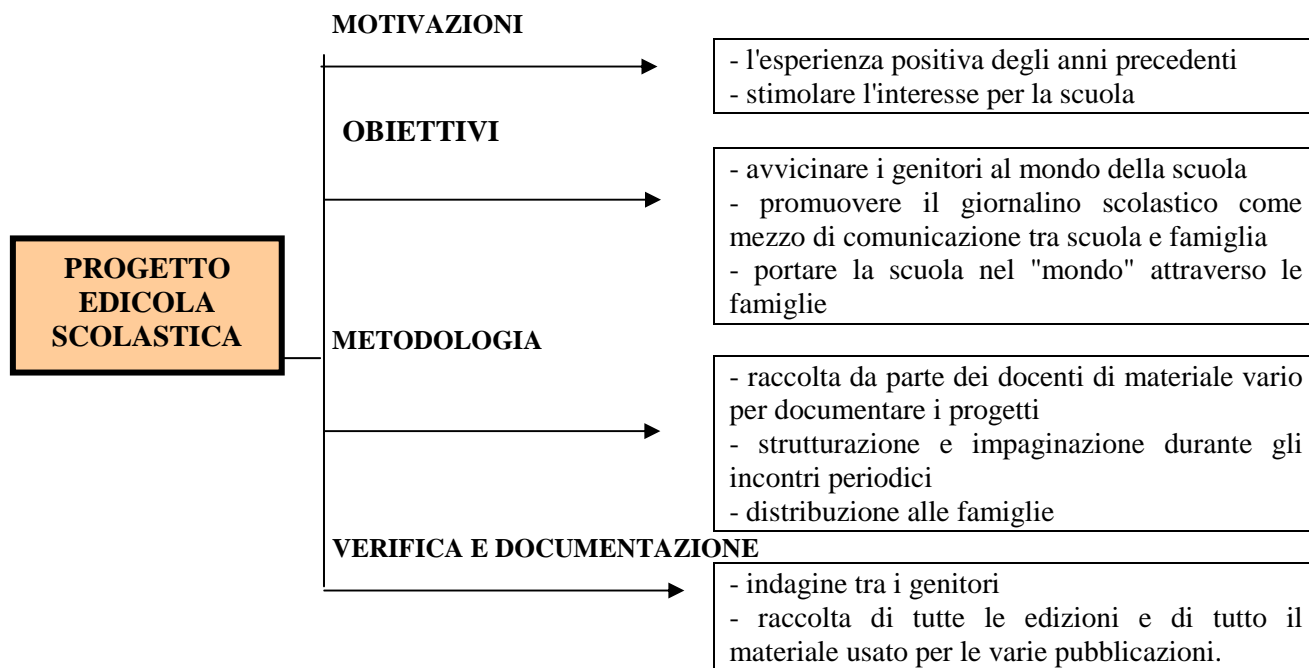 PROGETTO
EDICOLA
SCOLASTICA
MOTIVAZIONI
- l'esperienza positiva degli anni precedenti
- stimolare l'interesse per la scuola
OBIETTIVI
- avvicinare i genitori al mondo della scuola
- promuovere il giornalino scolastico come
mezzo di comunicazione tra scuola e famiglia
- portare la scuola nel "mondo" attraverso le
famiglie
METODOLOGIA
- raccolta da parte dei docenti di materiale vario
per documentare i progetti
- strutturazione e impaginazione durante gli
incontri periodici
- distribuzione alle famiglie
VERIFICA E DOCUMENTAZIONE
- indagine tra i genitori
- raccolta di tutte le edizioni e di tutto il
materiale usato per le varie pubblicazioni.